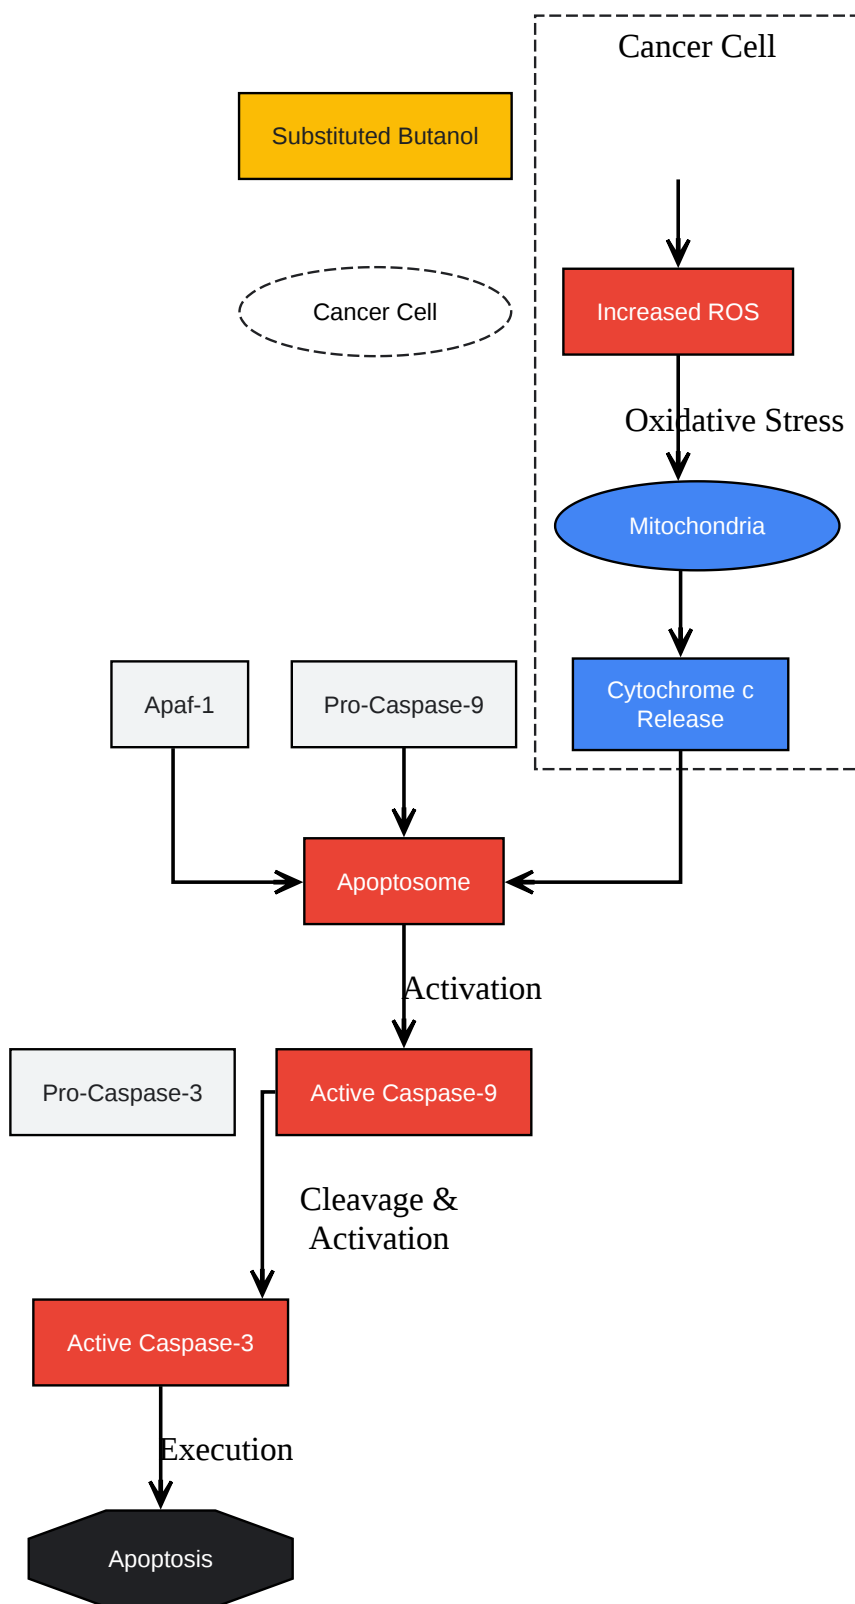 Cancer Cell
Substituted Butanol
Cancer Cell
Increased ROS
Oxidative Stress
Mitochondria
Apaf-1
Pro-Caspase-9
Cytochrome c
Release
Apoptosome
Activation
Pro-Caspase-3
Active Caspase-9
Cleavage &
Activation
Active Caspase-3
Execution
Apoptosis